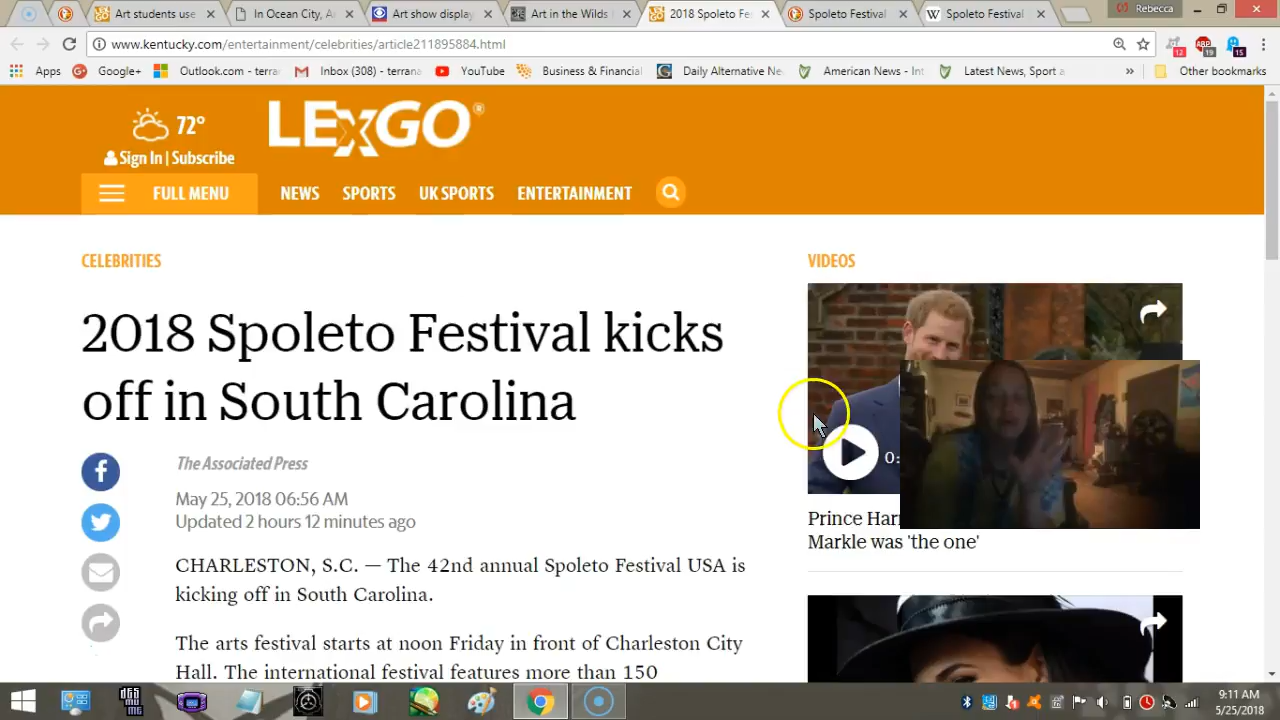 Art students use
In Ocean City, A
Art show display
Art in the Wilds
2018 Spoleto Fes
Spoleto Festival
Spoleto Festival
Rebecca
www.kentucky.com/entertainment/celebrities/article211895884.html
12
19
15
Apps
Google+
Outlook.com - terra
Inbox (308) - terrana
YouTube
Business & Financial
Daily Alternative Ne
American News - Int
Latest News, Sport a
»
Other bookmarks
72°
LEXGO®
Sign In | Subscribe
FULL MENU
NEWS
SPORTS
UK SPORTS
ENTERTAINMENT
CELEBRITIES
VIDEOS
2018 Spoleto Festival kicks
off in South Carolina
The Associated Press
May 25, 2018 06:56 AM
Updated 2 hours 12 minutes ago
0:
Prince Har
Markle was 'the one'
CHARLESTON, S.C. — The 42nd annual Spoleto Festival USA is
kicking off in South Carolina.
The arts festival starts at noon Friday in front of Charleston City
Hall. The international festival features more than 150
9:11 AM
5/25/2018